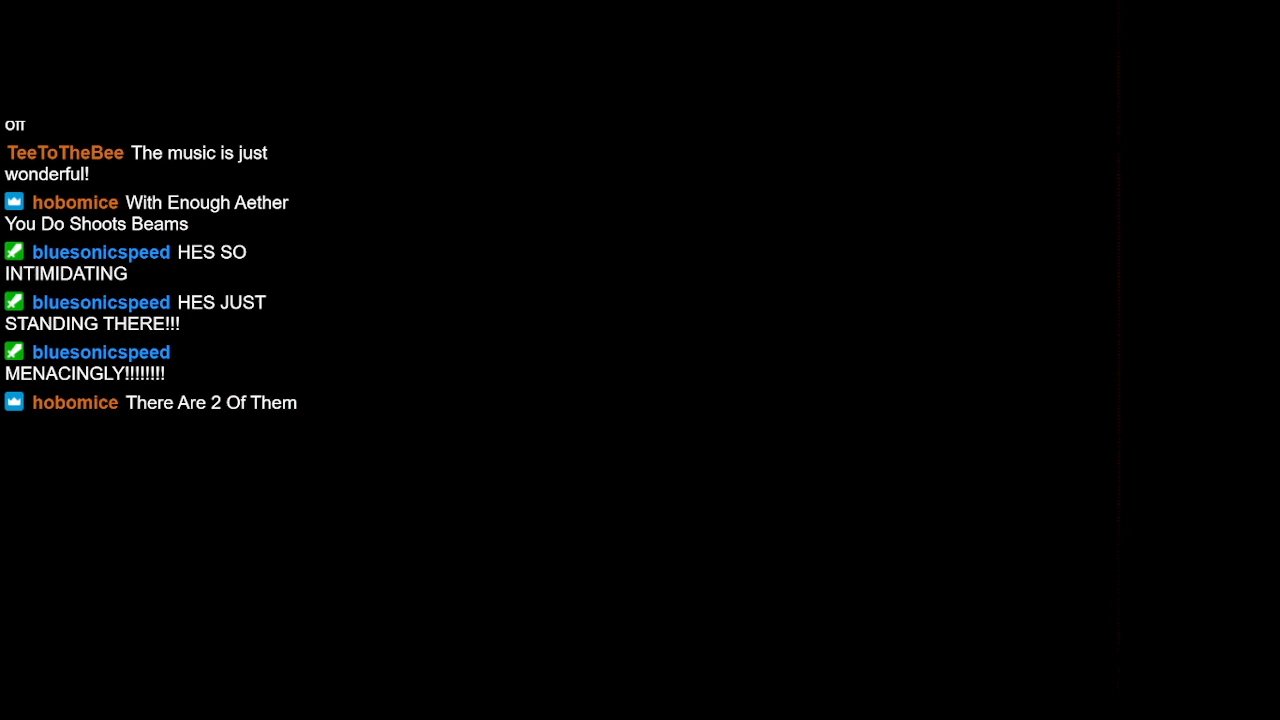 Off
TeeToTheBee The music is just
wonderful!
hobomice With Enough Aether
You Do Shoots Beams
bluesonicspeed HES SO
INTIMIDATING
bluesonicspeed HES JUST
STANDING THERE!!!
bluesonicspeed
MENACINGLY!!!!!!!!
hobomice There Are 2 Of Them